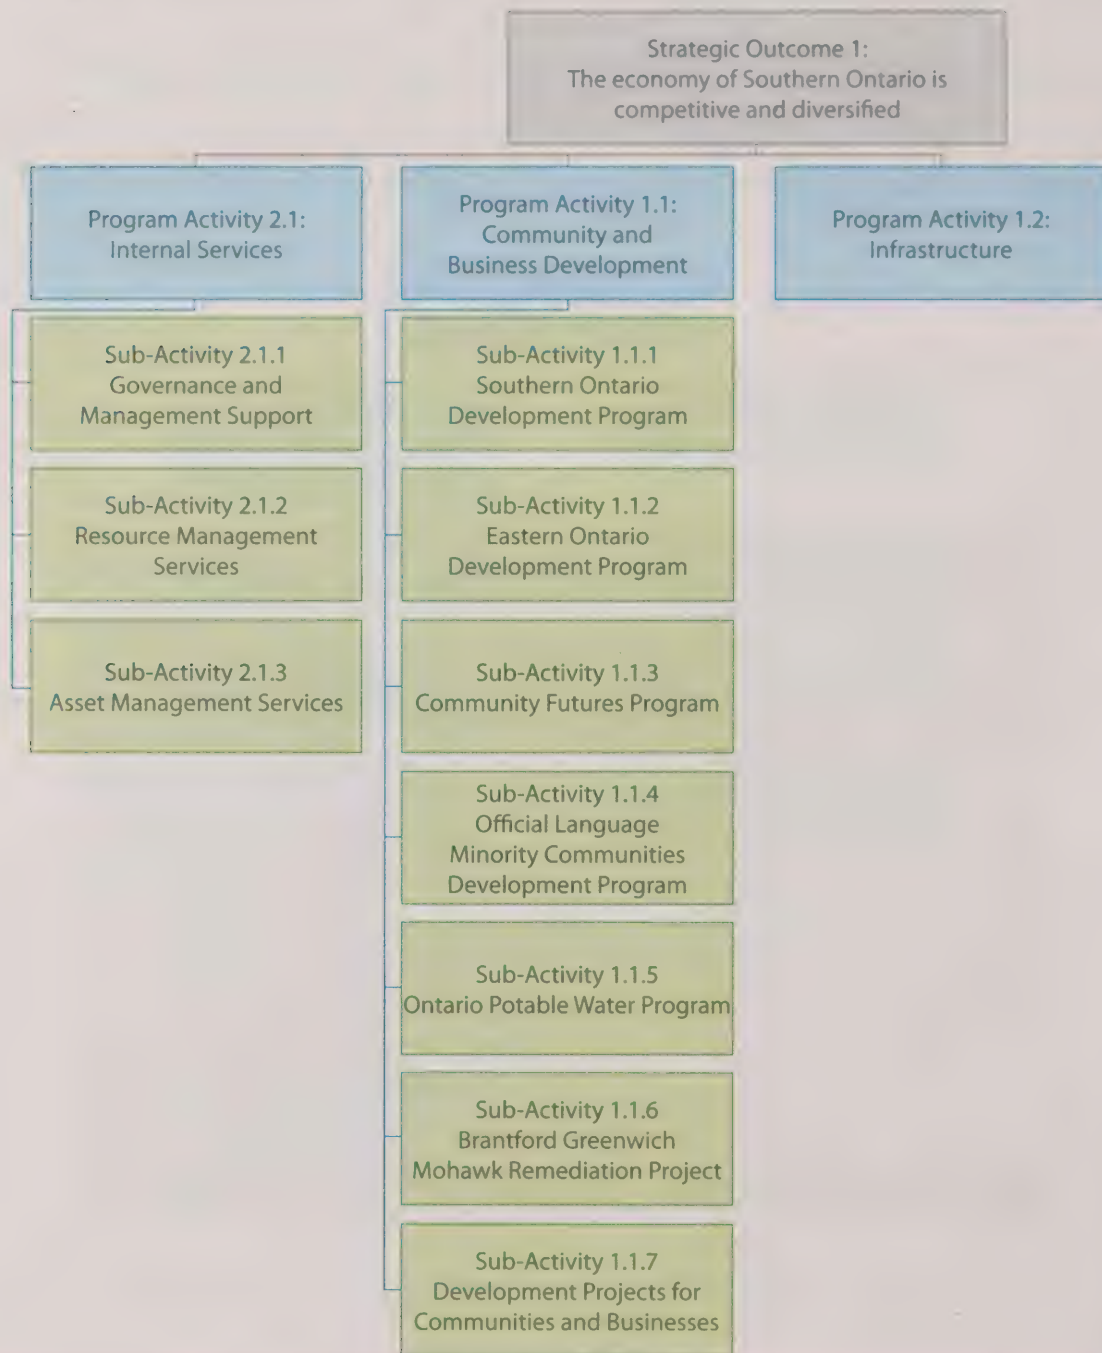 Strategic Outcome 1:
The economy of Southern Ontario is
competitive and diversified
Program Activity 2.1:
Internal Services
Program Activity 1.1:
Community and
Business Development
Program Activity 1.2:
Infrastructure
Sub-Activity 2.1.1
Governance and
Management Support
Sub-Activity 2.1.2
Resource Management
Services
Sub-Activity 2.1.3
Asset Management Services
Sub-Activity 1.1.1
Southern Ontario
Development Program
Sub-Activity 1.1.2
Eastern Ontario
Development Program
Sub-Activity 1.1.3
Community Futures Program
Sub-Activity 1.1.4
Official Language
Minority Communities
Development Program
Sub-Activity 1.1.5
Ontario Potable Water Program
Sub-Activity 1.1.6
Brantford Greenwich
Mohawk Remediation Project
Sub-Activity 1.1.7
Development Projects for
Communities and Businesses